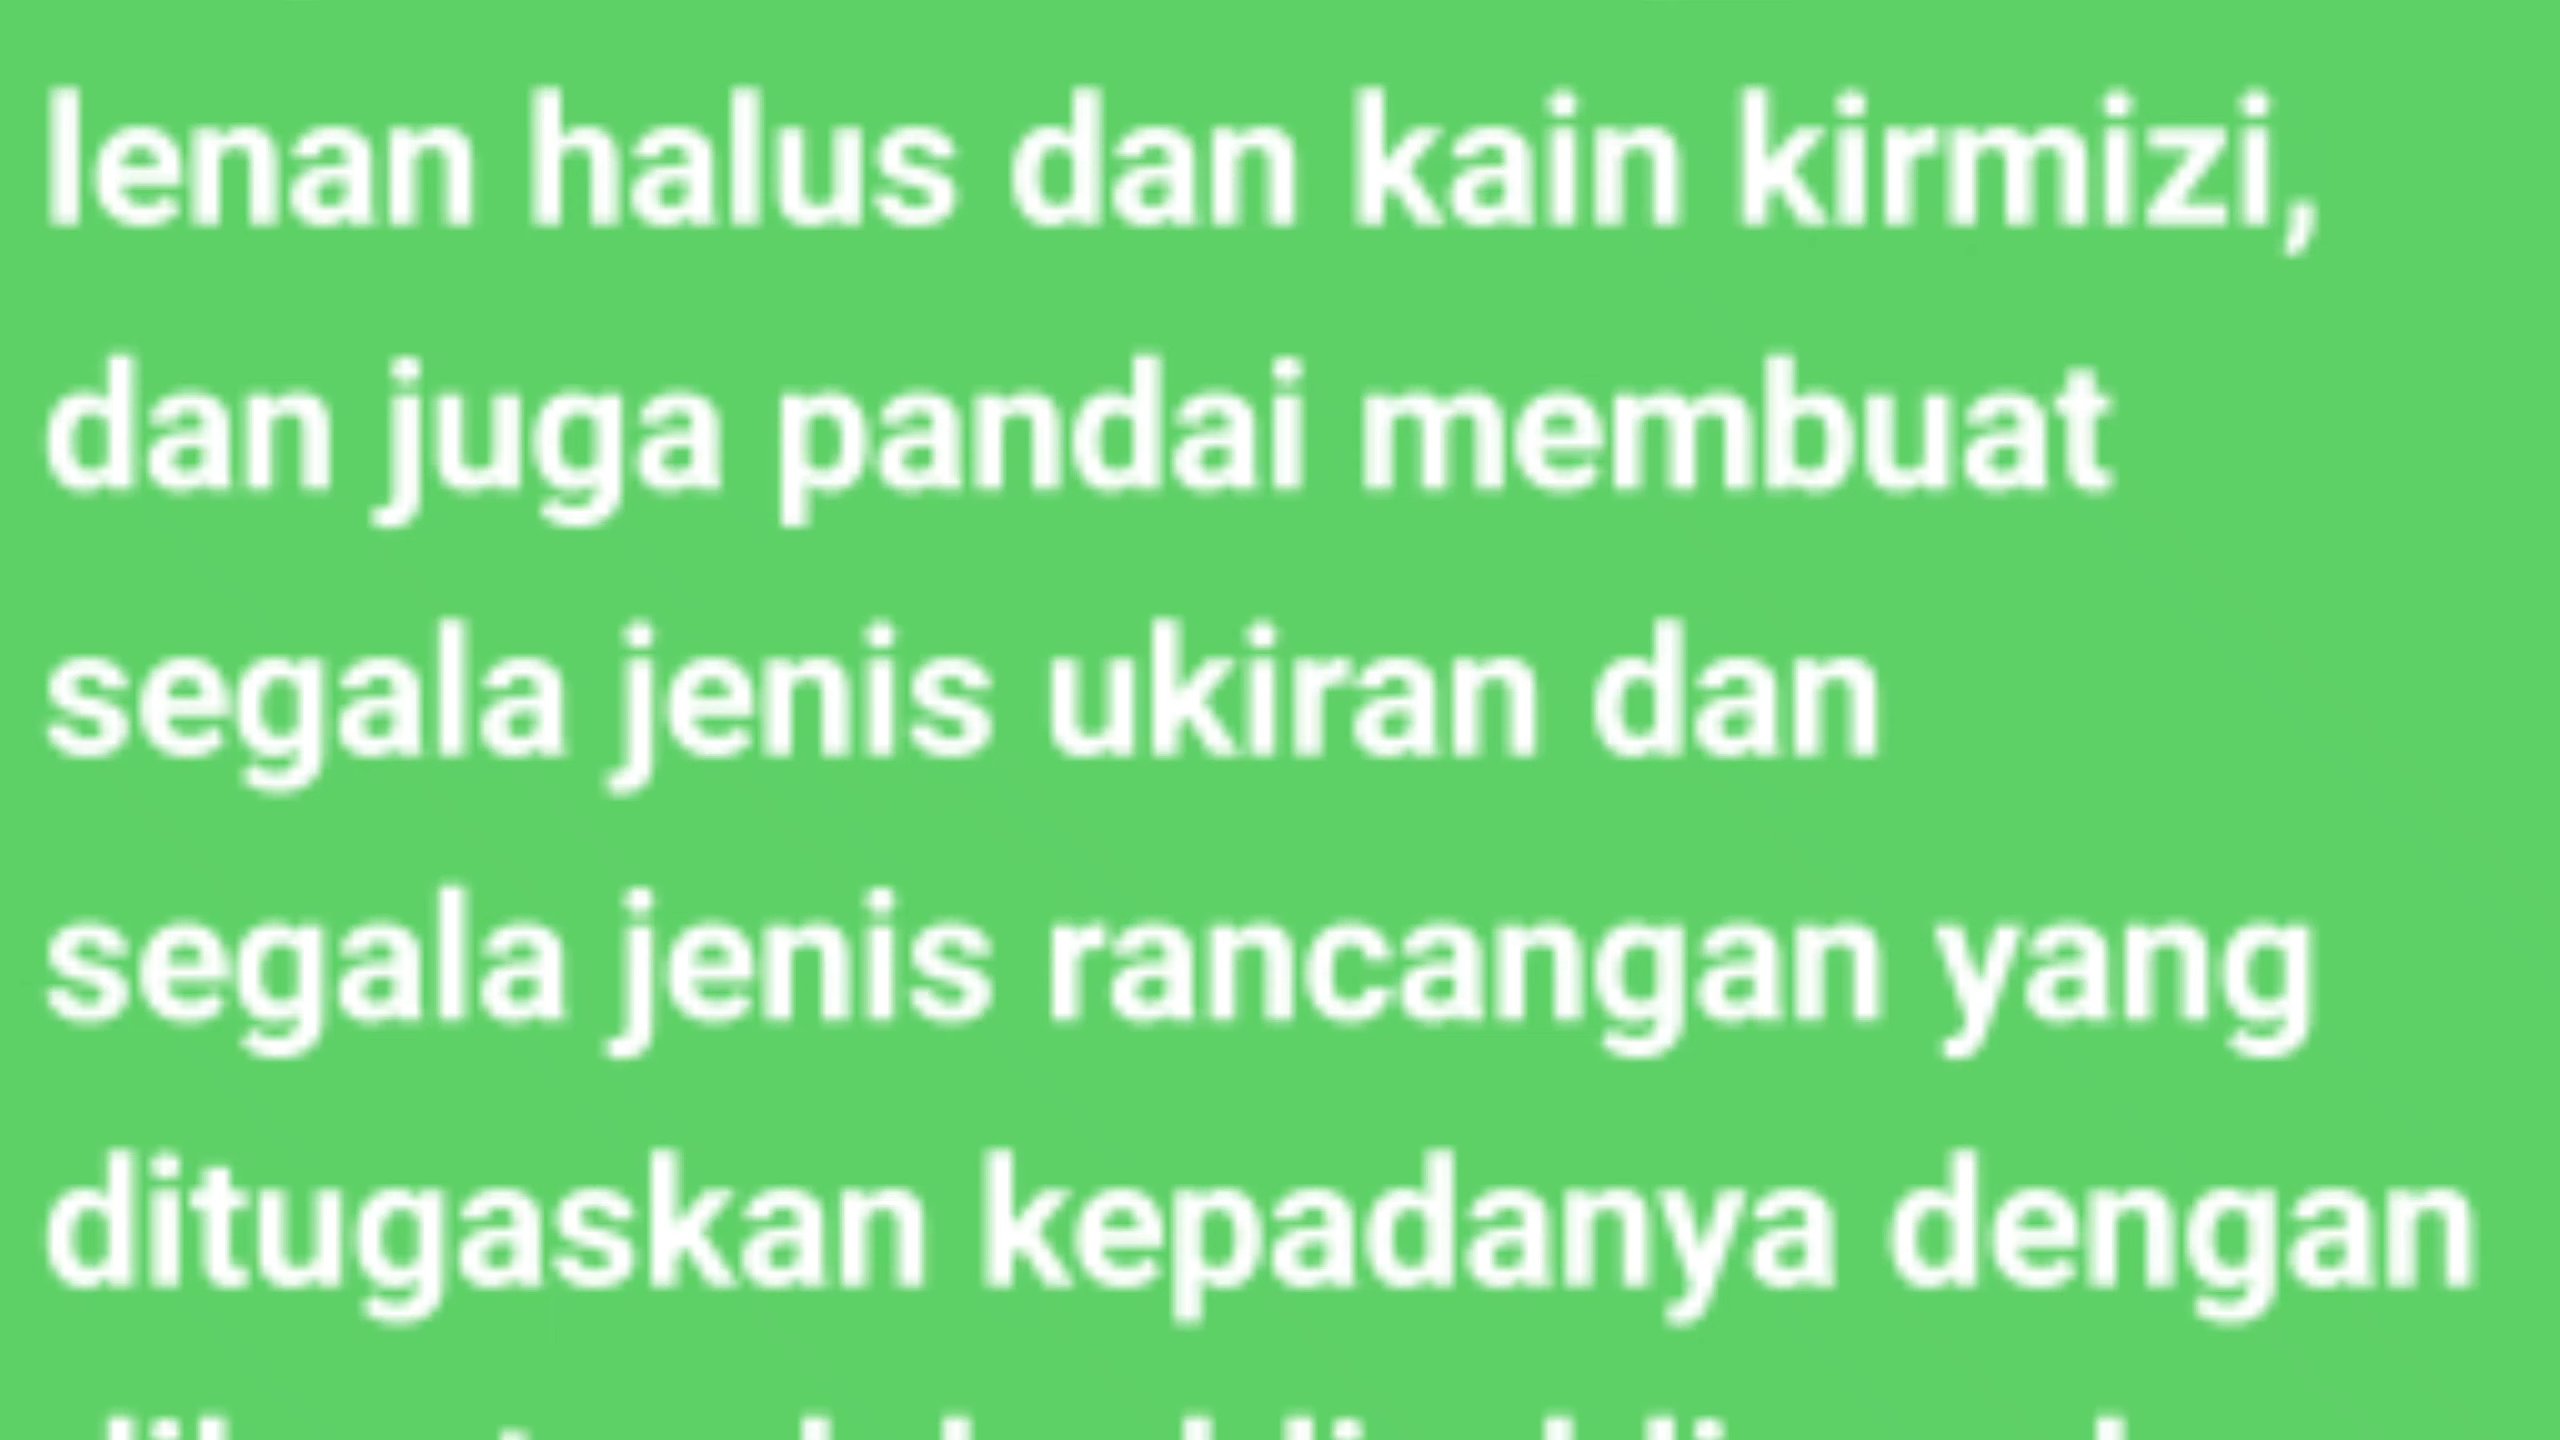 lenan halus dan kain kirmizi,
dan juga pandai membuat
segala jenis ukiran dan
segala jenis rancangan yang
ditugaskan kepadanya dengan